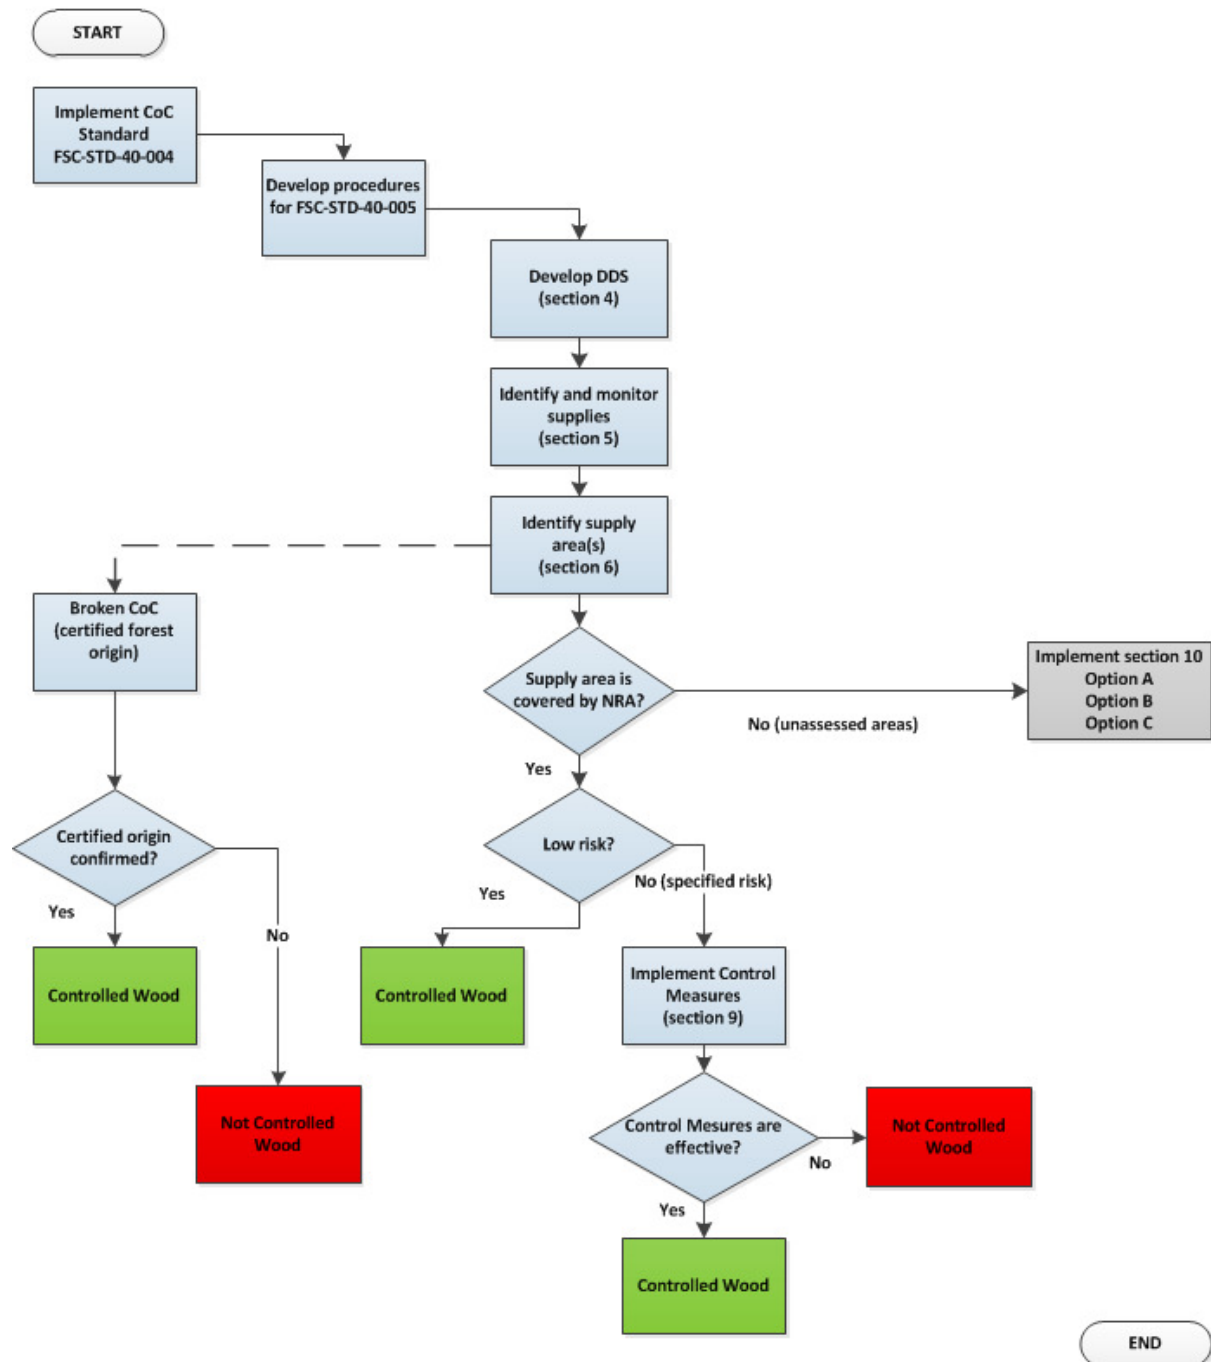 START
Implement CoC
Standard
FSC-STD-40-004
Develop procedures
for FSC-STD-40-005
Develop DDS
(section 4)
Identify and monitor
supplies
(section 5)
Identify supply
area(s)
(section 6)
Broken CoC
(certified forest
origin)
Supply area is
covered by NRA?
No (unassessed areas)
Implement section 10
Option A
Option B
Option C
Yes
Certified origin
confirmed?
Low risk?
Yes
No
Yes
No (specified risk)
Controlled Wood
Controlled Wood
Implement Control
Measures
(section 9)
Not Controlled
Wood
Control Mesures are
effective?
No
Not Controlled
Wood
Yes
Controlled Wood
END